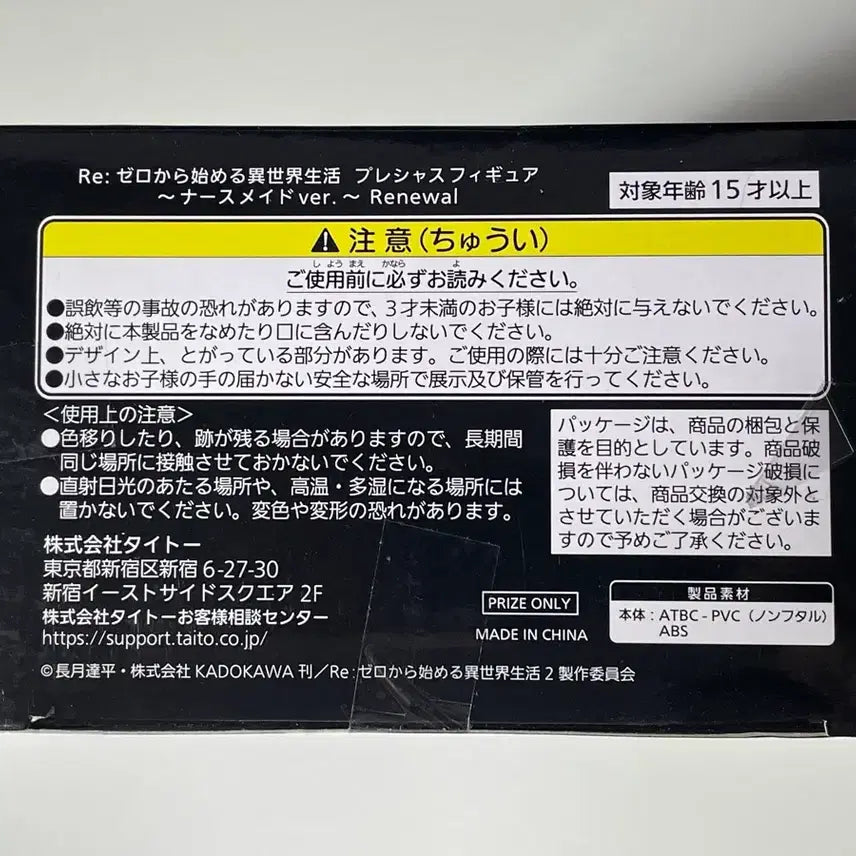 Re: ゼロから始める異世界生活 プレシャスフィギュア
～ナースメイドver.～ Renewal
対象年齢15才以上
⚠注意(ちゅうい)
しようまえ かなら よ
ご使用前に必ずお読みください。
●誤飲等の事故の恐れがありますので、3才未満のお子様には絶対に与えないでください。
●絶対に本製品をなめたり口に含んだりしないでください。
●デザイン上、とがっている部分があります。ご使用の際には十分ご注意ください。
●小さなお子様の手の届かない安全な場所で展示及び保管を行ってください。
＜使用上の注意＞
●色移りしたり、跡が残る場合がありますので、長期間
同じ場所に接触させておかないでください。
●直射日光のあたる場所や、高温・多湿になる場所には
置かないでください。変色や変形の恐れがあります。
パッケージは、商品の梱包と保
護を目的としています。商品破
損を伴わないパッケージ破損に
ついては、商品交換の対象外と
させていただく場合がございま
すので予めご了承ください。
株式会社タイトー
東京都新宿区新宿6-27-30
新宿イーストサイドスクエア 2F
株式会社タイトーお客様相談センター
https://support.taito.co.jp/
PRIZE ONLY
MADE IN CHINA
製品素材
本体：ATBC-PVC（ノンフタル）
ABS
©長月達平・株式会社KADOKAWA刊／Re:ゼロから始める異世界生活2製作委員会